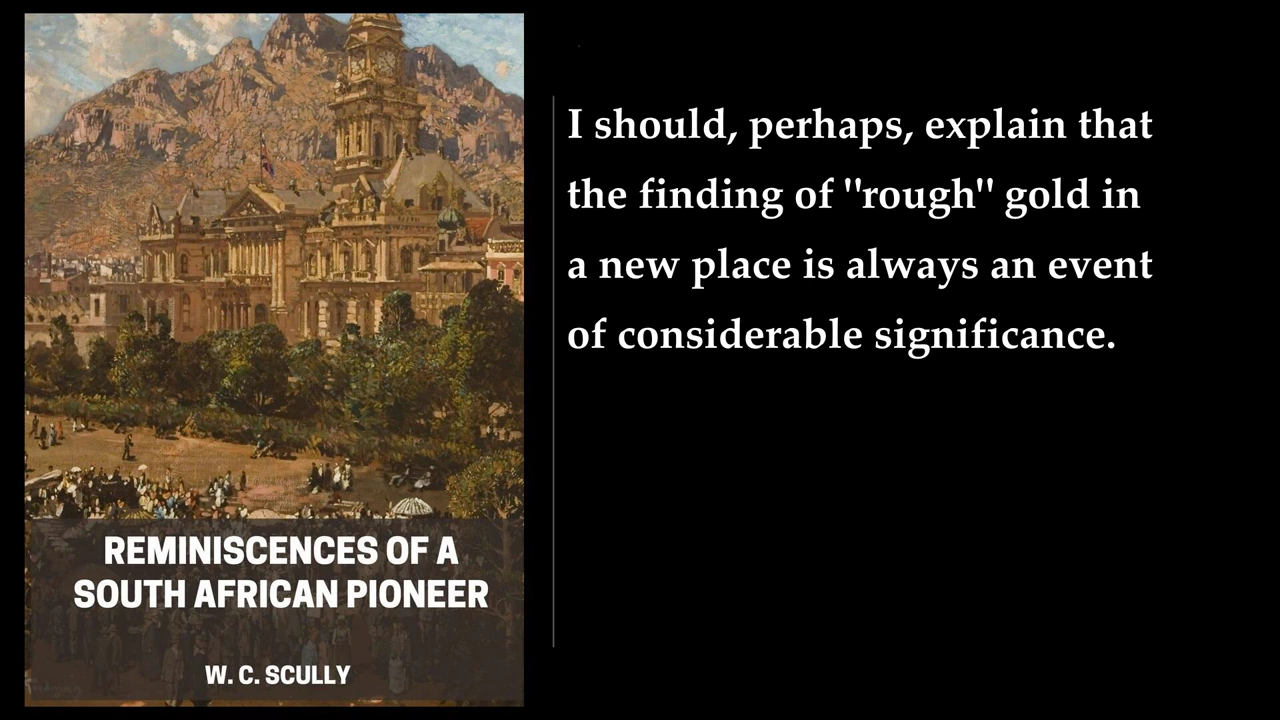 I should, perhaps, explain that
the finding of "rough" gold in
a new place is always an event
of considerable significance.
REMINISCENCES OF A
SOUTH AFRICAN PIONEER
W. C. SCULLY